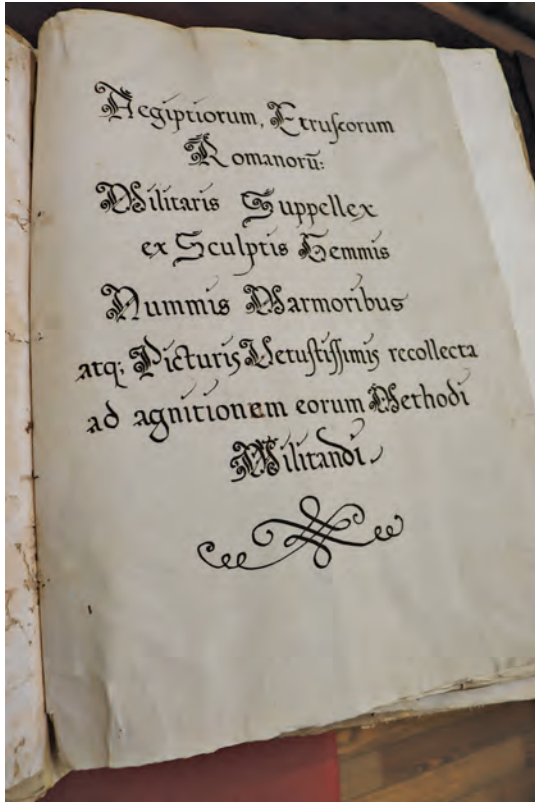 Aegiptiorum, Etruſcorum
Romanorū:
Militaris Suppellex
ex Sculptis Gemmis
Nummis Marmoribus
atq; Picturis Vetuſtiſſimis recollecta
ad agnitionem eorum Methodi
Militandi